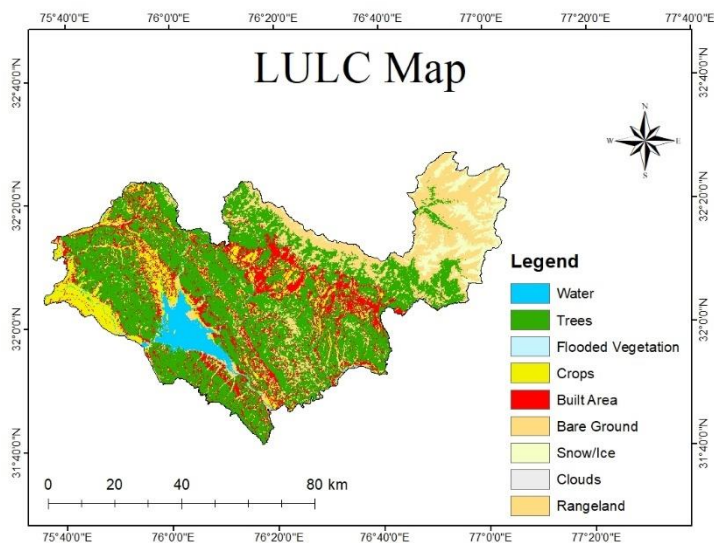 75°40'0"E 76°0'0"E 76°20'0"E 76°40'0"E 77°0'0"E 77°20'0"E 77°40'0"E
LULC Map
32°40'0"N 32°40'0"N
N
W E
S
32°20'0"N 32°20'0"N
Legend
Water
32°0'0"N Trees 32°0'0"N
Flooded Vegetation
Crops
Built Area
Bare Ground
31°40'0"N Snow/Ice 31°40'0"N
Clouds
Rangeland
0 20 40 80 km
75°40'0"E 76°0'0"E 76°20'0"E 76°40'0"E 77°0'0"E 77°20'0"E